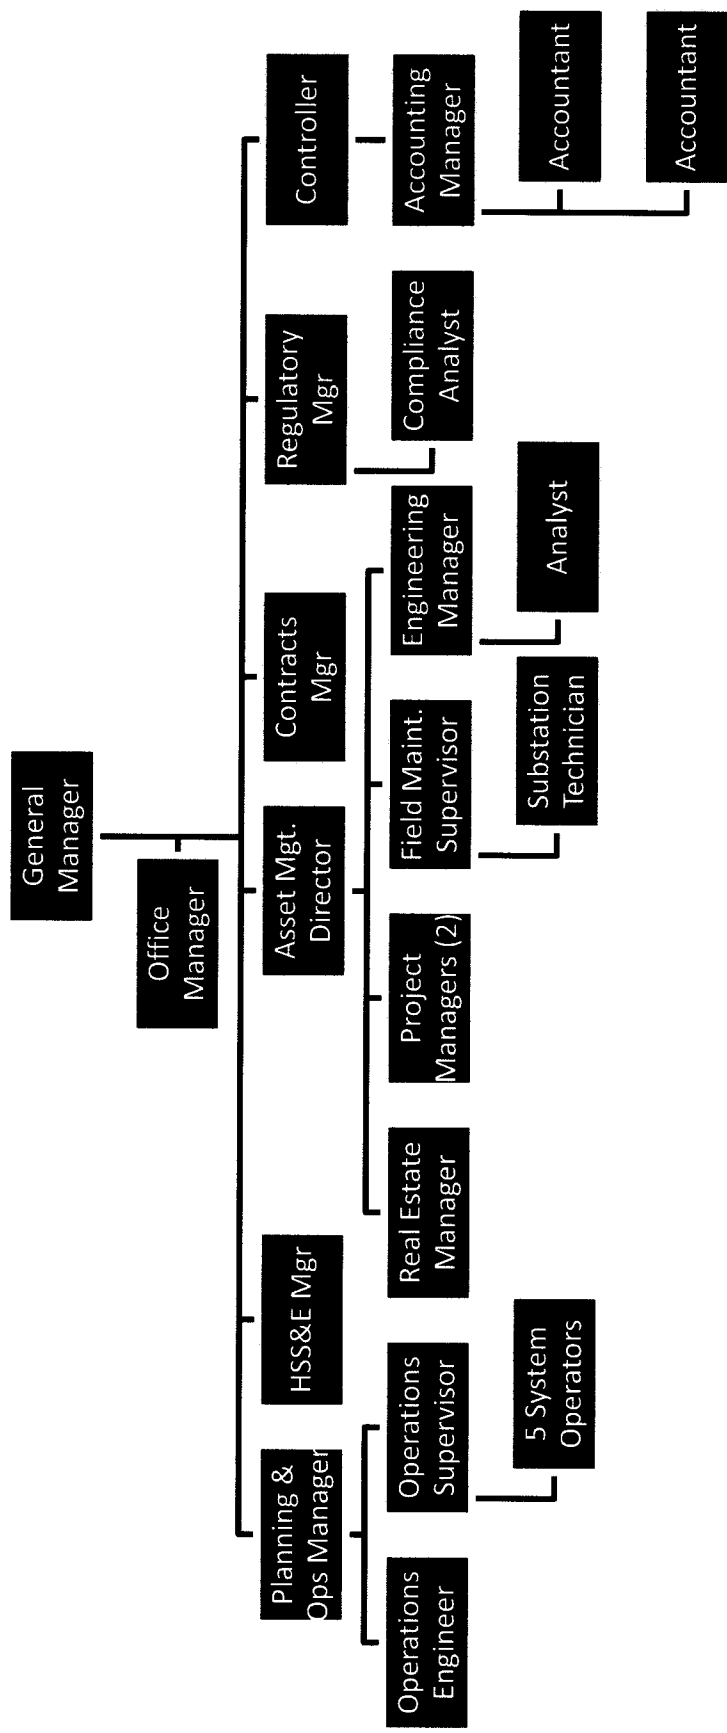 General
Manager
Office
Manager
Planning &
Ops Manager
HSS&E Mgr
Asset Mgt.
Director
Contracts
Mgr
Regulatory
Mgr
Controller
Operations
Engineer
Operations
Supervisor
Real Estate
Manager
Project
Managers (2)
Field Maint.
Supervisor
Engineering
Manager
Compliance
Analyst
Accounting
Manager
5 System
Operators
Substation
Technician
Analyst
Accountant
Accountant